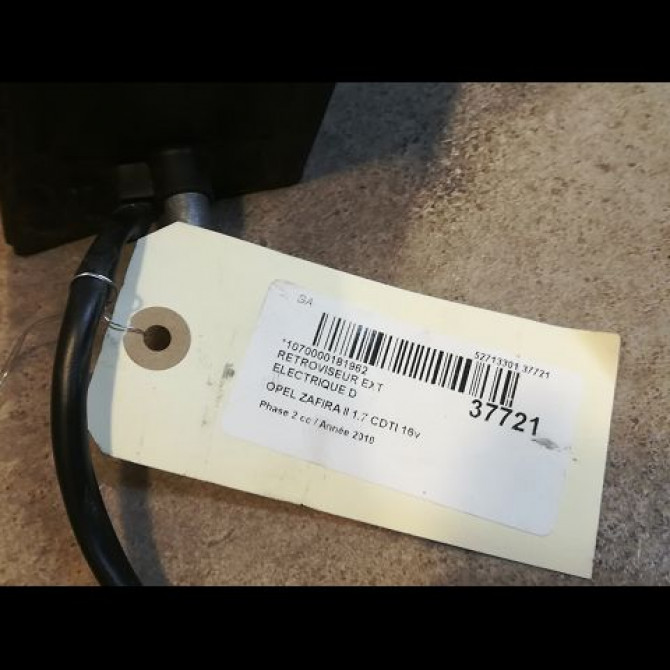 GA
52713301 37721
*1070000181962
RETROVISEUR EXT
ELECTRIQUE D
37721
OPEL ZAFIRA II 1.7 CDTI 16v
Phase 2 cc / Année 2010